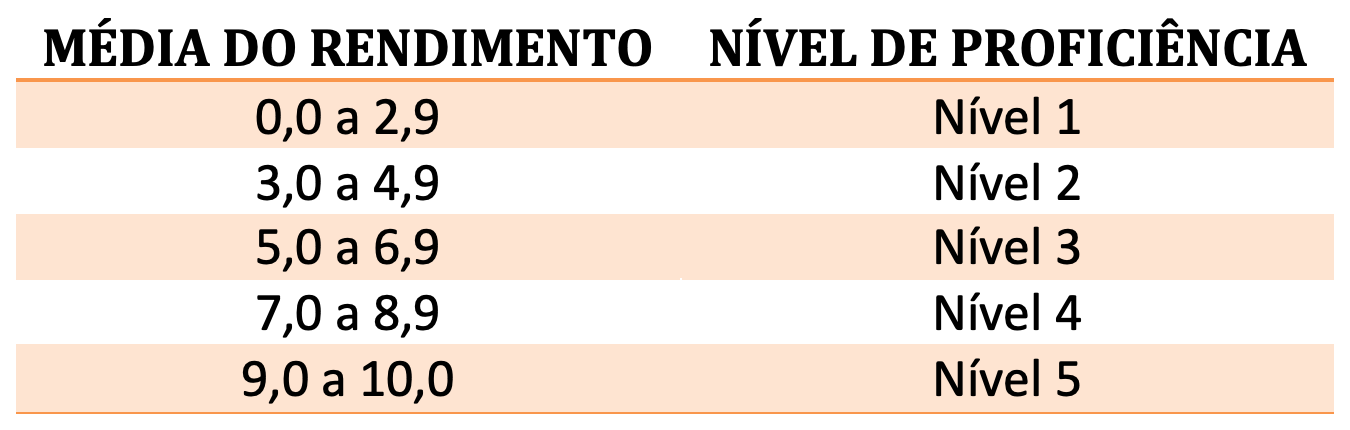 MÉDIA DO RENDIMENTO NÍVEL DE PROFICIÊNCIA
0,0 a 2,9 Nível 1
3,0 a 4,9 Nível 2
5,0 a 6,9 Nível 3
7,0 a 8,9 Nível 4
9,0 a 10,0 Nível 5